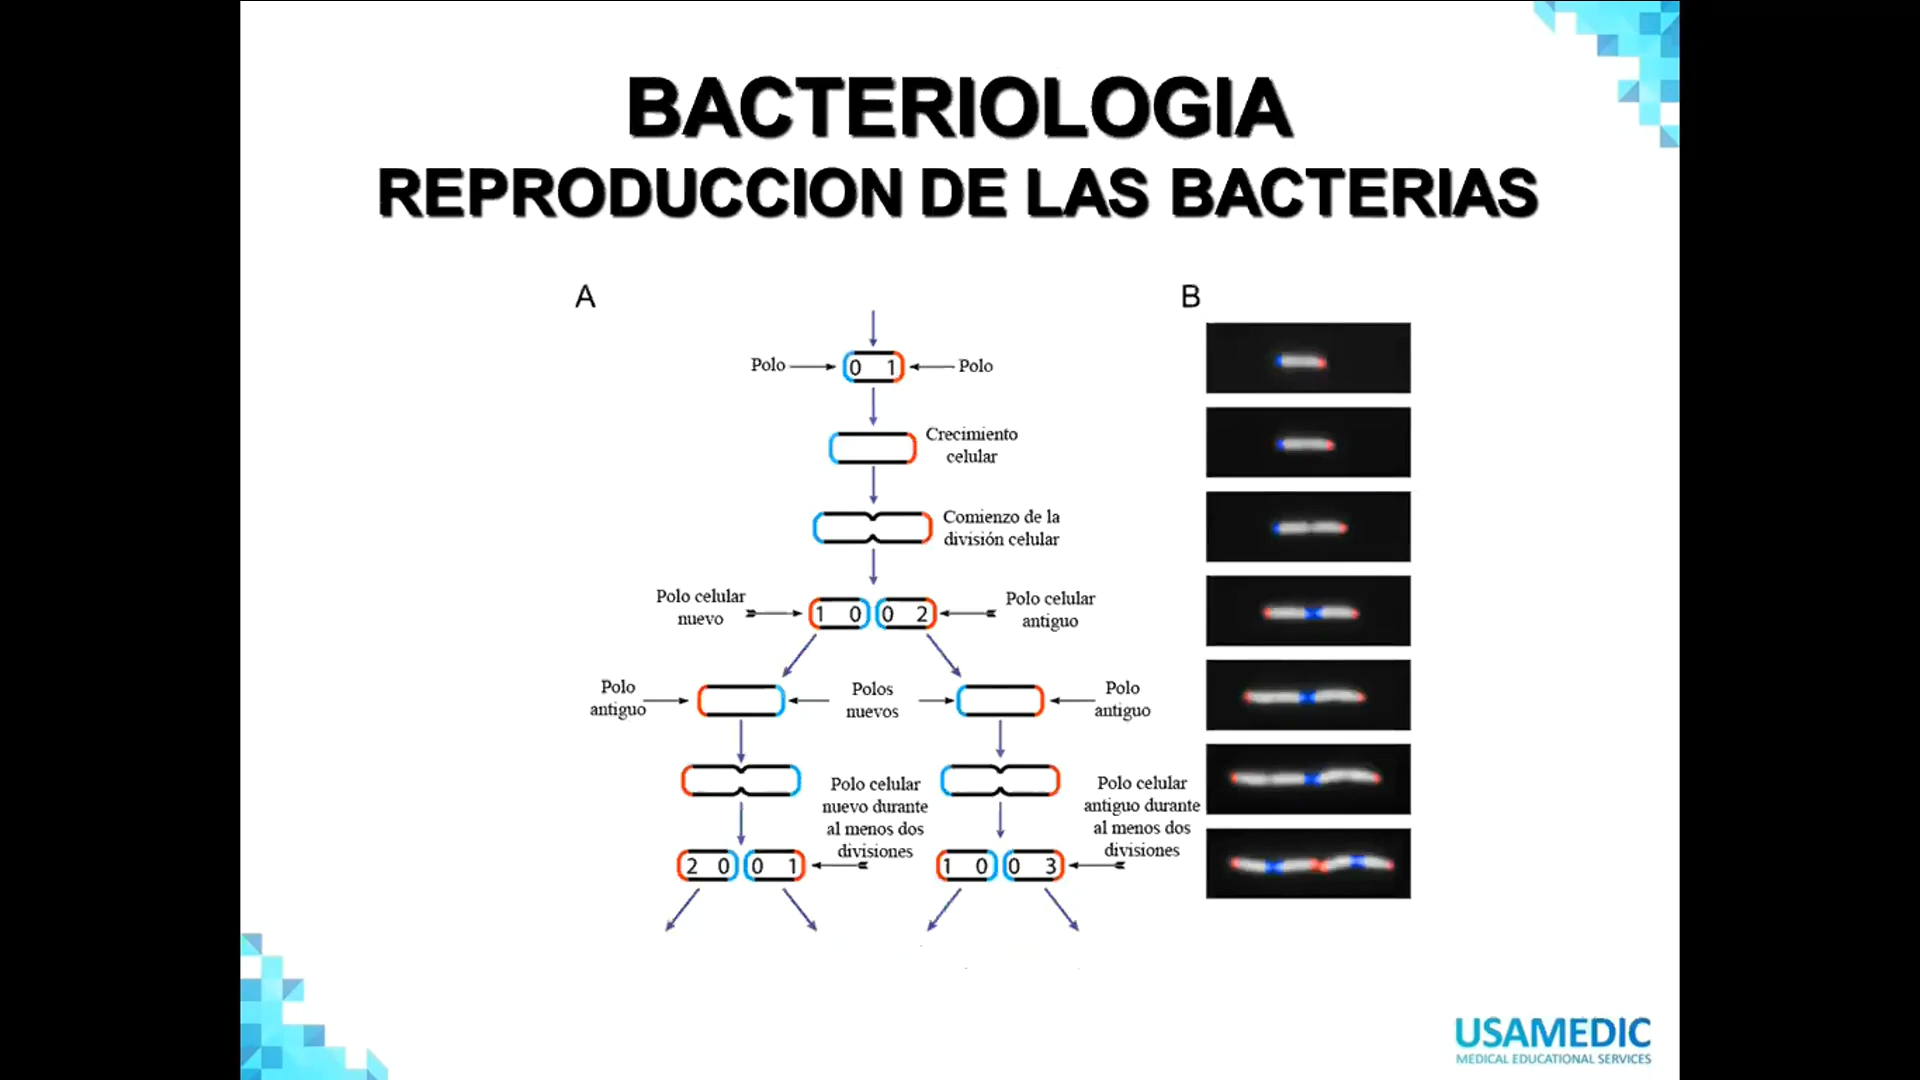 BACTERIOLOGIA
REPRODUCCION DE LAS BACTERIAS
A
B
Polo
0 1
Polo
Crecimiento
celular
Comienzo de la
división celular
Polo celular
nuevo
1 0
0 2
Polo celular
antiguo
Polo
antiguo
Polos
nuevos
Polo
antiguo
Polo celular
nuevo durante
al menos dos
divisiones
Polo celular
antiguo durante
al menos dos
divisiones
2 0
0 1
1 0
0 3
USAMEDIC
MEDICAL EDUCATIONAL SERVICES